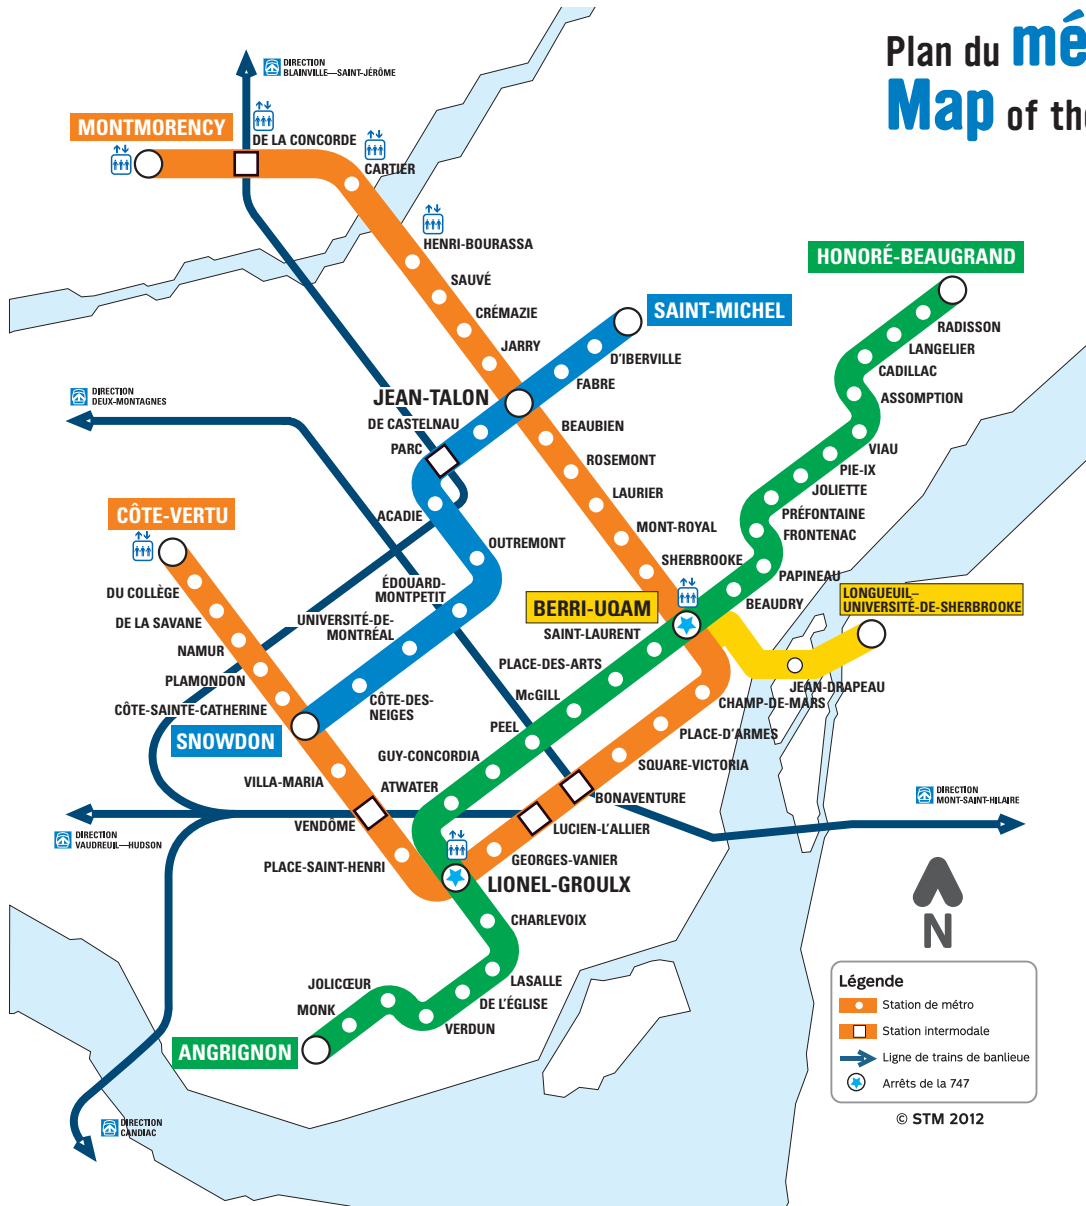 Plan du mé
Map of the
DIRECTION
BLAINVILLE—SAINT-JÉRÔME
MONTMORENCY
DE LA CONCORDE
CARTIER
HENRI-BOURASSA
SAUVÉ
CRÉMAZIE
JARRY
HONORÉ-BEAUGRAND
SAINT-MICHEL
RADISSON
LANGELIER
CADILLAC
ASSOMPTION
VIAU
PIE-IX
JOLIETTE
PRÉFONTAINE
FRONTENAC
PAPINEAU
BEAUDRY
D'IBERVILLE
FABRE
JEAN-TALON
DE CASTELNAU
PARC
ACADIE
OUTREMONT
ÉDOUARD-
MONTPETIT
UNIVERSITÉ-DE-
MONTRÉAL
CÔTE-DES-
NEIGES
SNOWDON
DIRECTION
DEUX-MONTAGNES
BEAUBIEN
ROSEMONT
LAURIER
MONT-ROYAL
SHERBROOKE
BERRI-UQAM
LONGUEUIL–
UNIVERSITÉ-DE-SHERBROOKE
JEAN-DRAPEAU
CHAMP-DE-MARS
PLACE-D'ARMES
SQUARE-VICTORIA
BONAVENTURE
LUCIEN-L'ALLIER
GEORGES-VANIER
LIONEL-GROULX
CÔTE-VERTU
DU COLLÈGE
DE LA SAVANE
NAMUR
PLAMONDON
CÔTE-SAINTE-CATHERINE
VILLA-MARIA
VENDÔME
PLACE-SAINT-HENRI
SAINT-LAURENT
PLACE-DES-ARTS
McGILL
PEEL
GUY-CONCORDIA
ATWATER
CHARLEVOIX
LASALLE
DE L'ÉGLISE
VERDUN
JOLICŒUR
MONK
ANGRIGNON
DIRECTION
VAUDREUIL—HUDSON
DIRECTION
MONT-SAINT-HILAIRE
DIRECTION
CANDIAC
N
Légende
Station de métro
Station intermodale
Ligne de trains de banlieue
Arrêts de la 747
© STM 2012